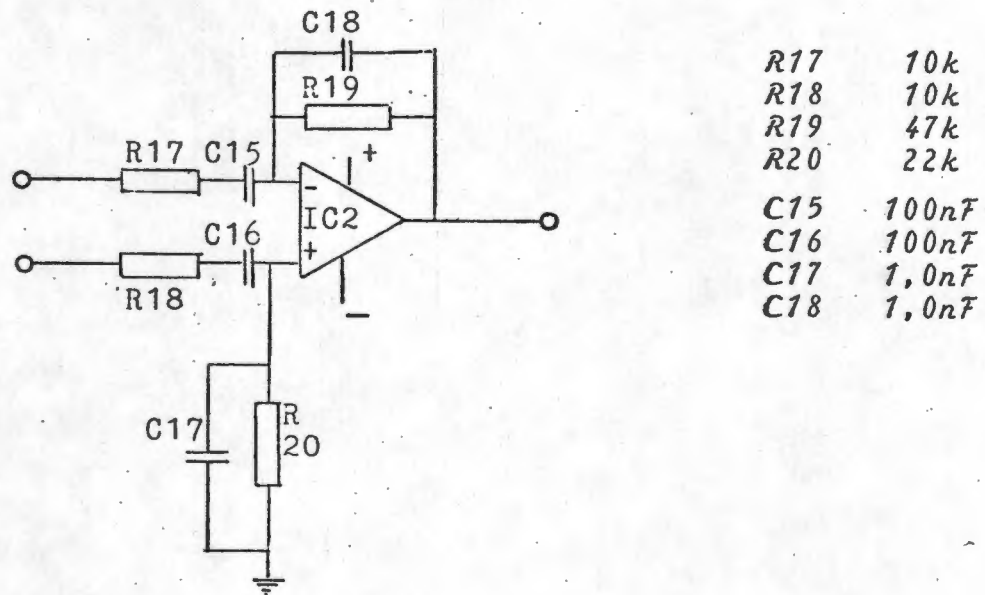 C18
R19
R17
C15
+
-
IC2
C16
+
R18
-
C17
R
20
R17 10k
R18 10k
R19 47k
R20 22k
C15 100nF
C16 100nF
C17 1,0nF
C18 1,0nF